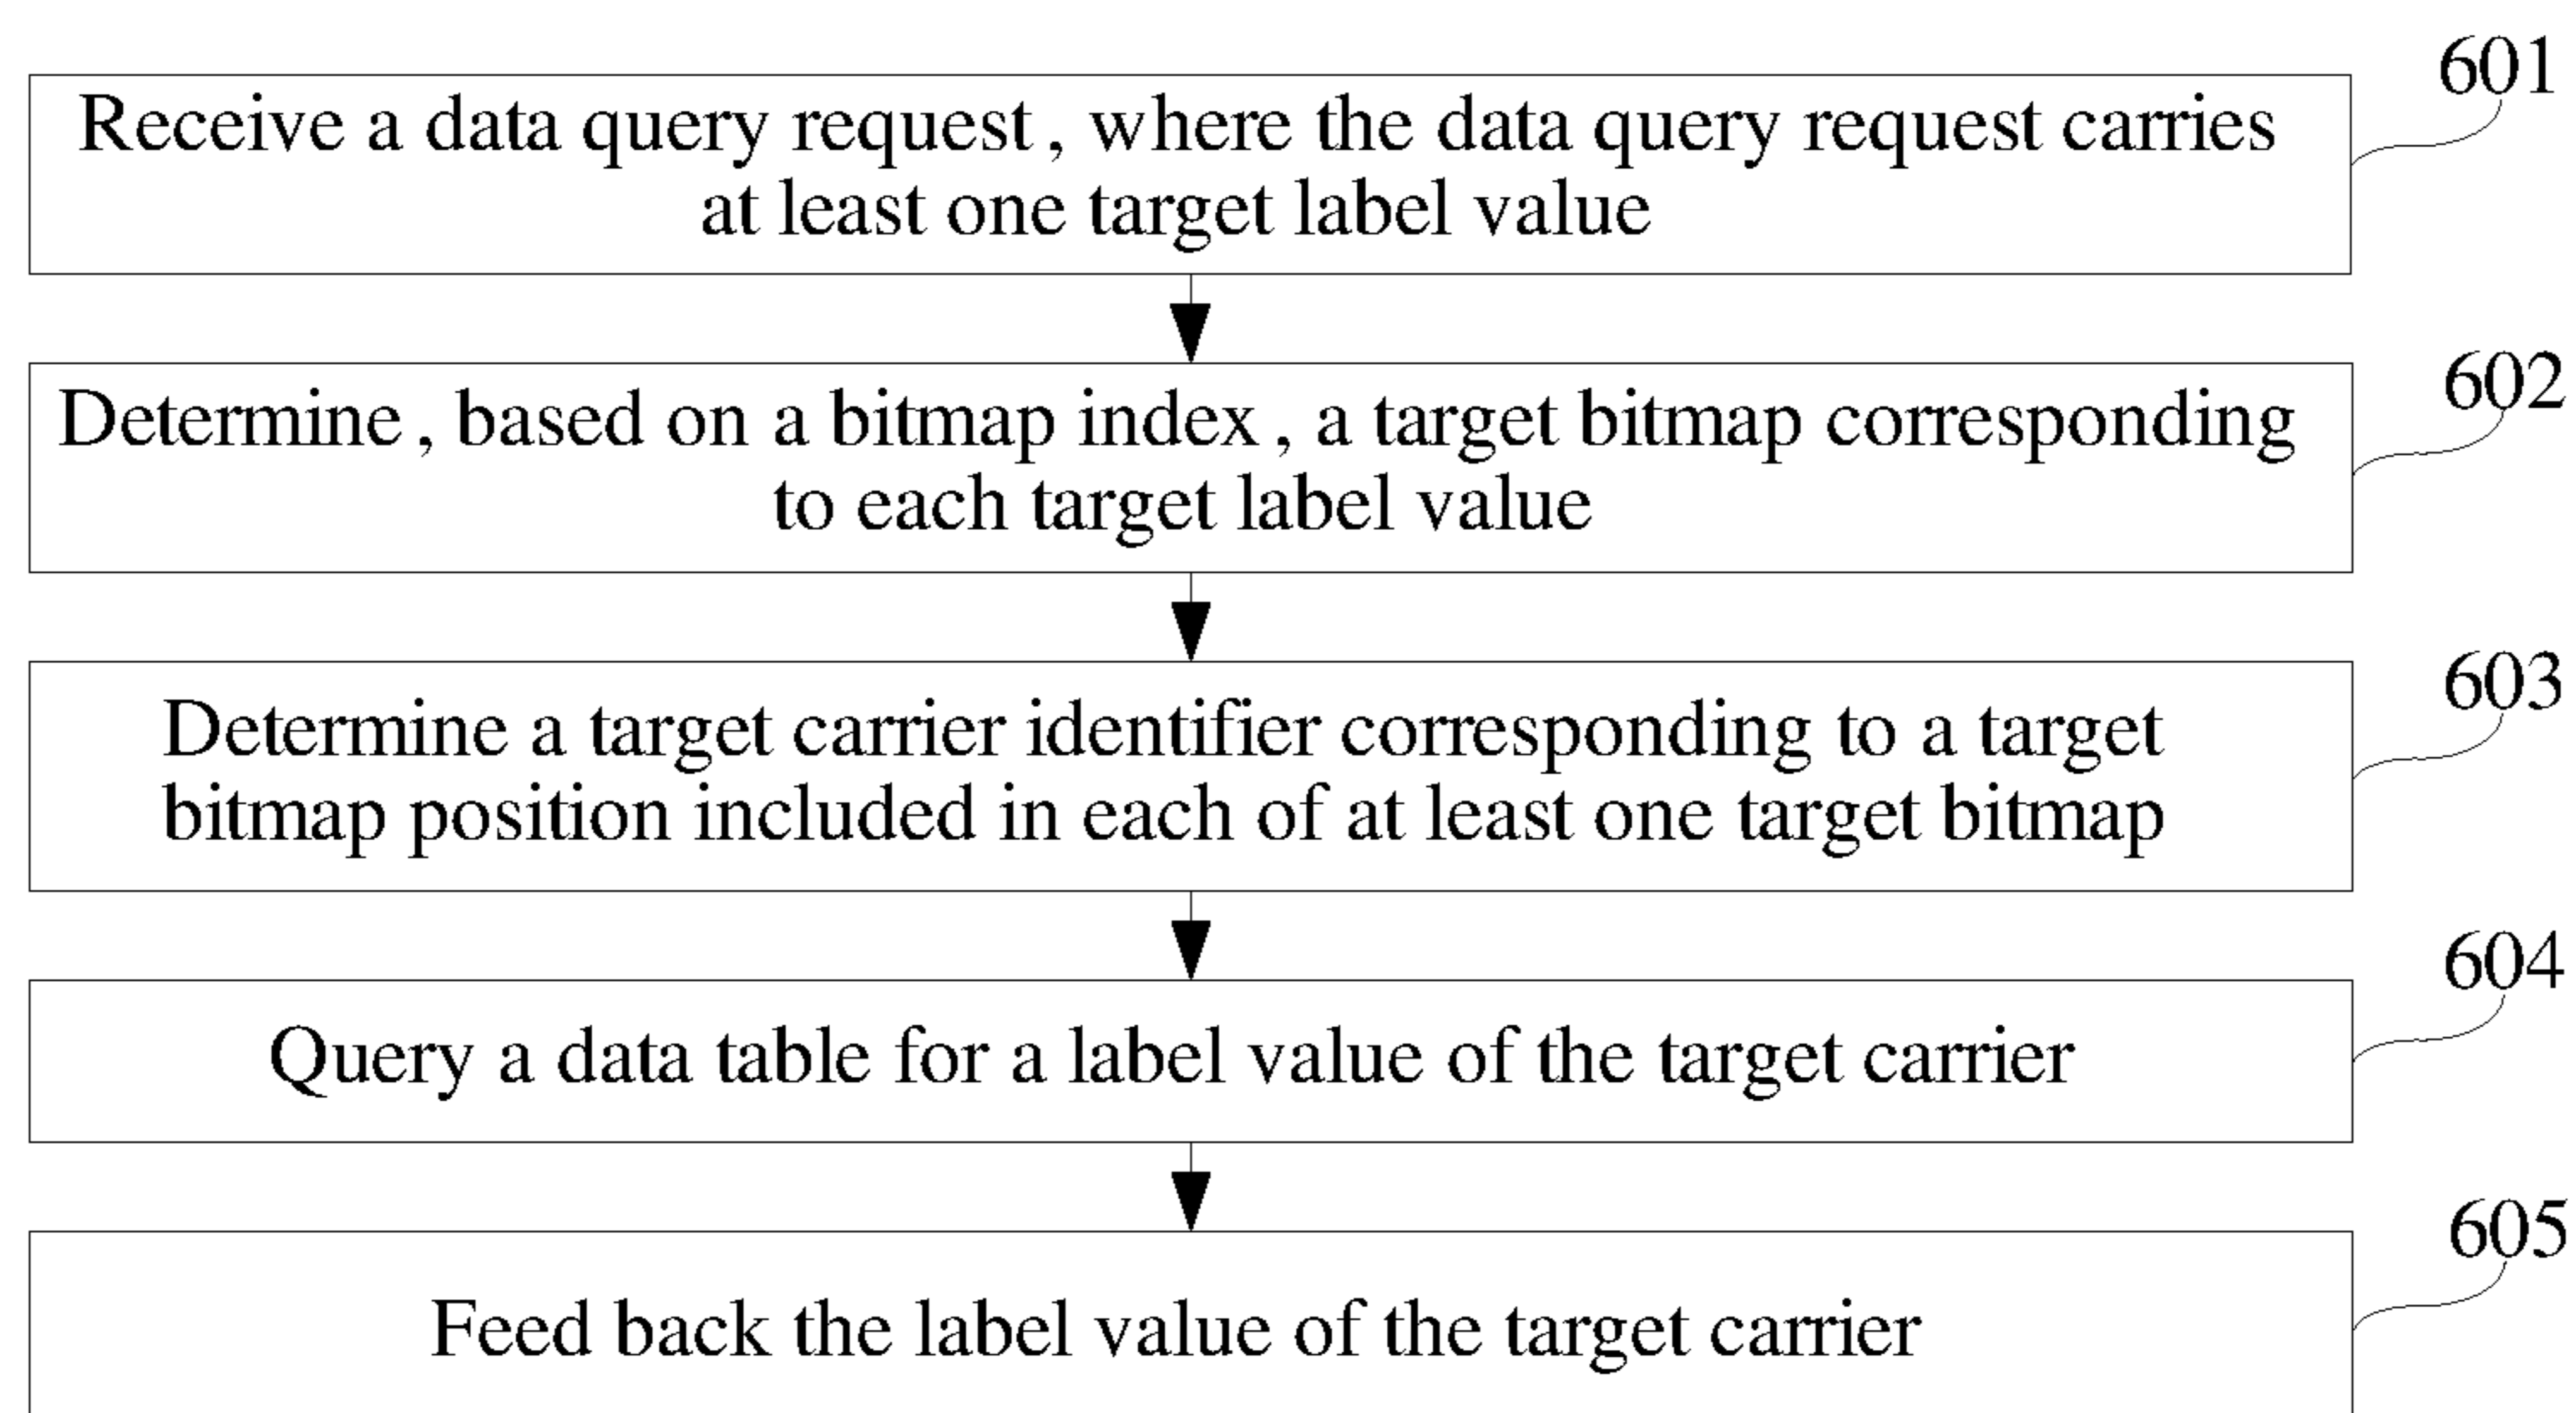 601
Receive a data query request, where the data query request carries
at least one target label value
602
Determine, based on a bitmap index, a target bitmap corresponding
to each target label value
603
Determine a target carrier identifier corresponding to a target
bitmap position included in each of at least one target bitmap
604
Query a data table for a label value of the target carrier
605
Feed back the label value of the target carrier